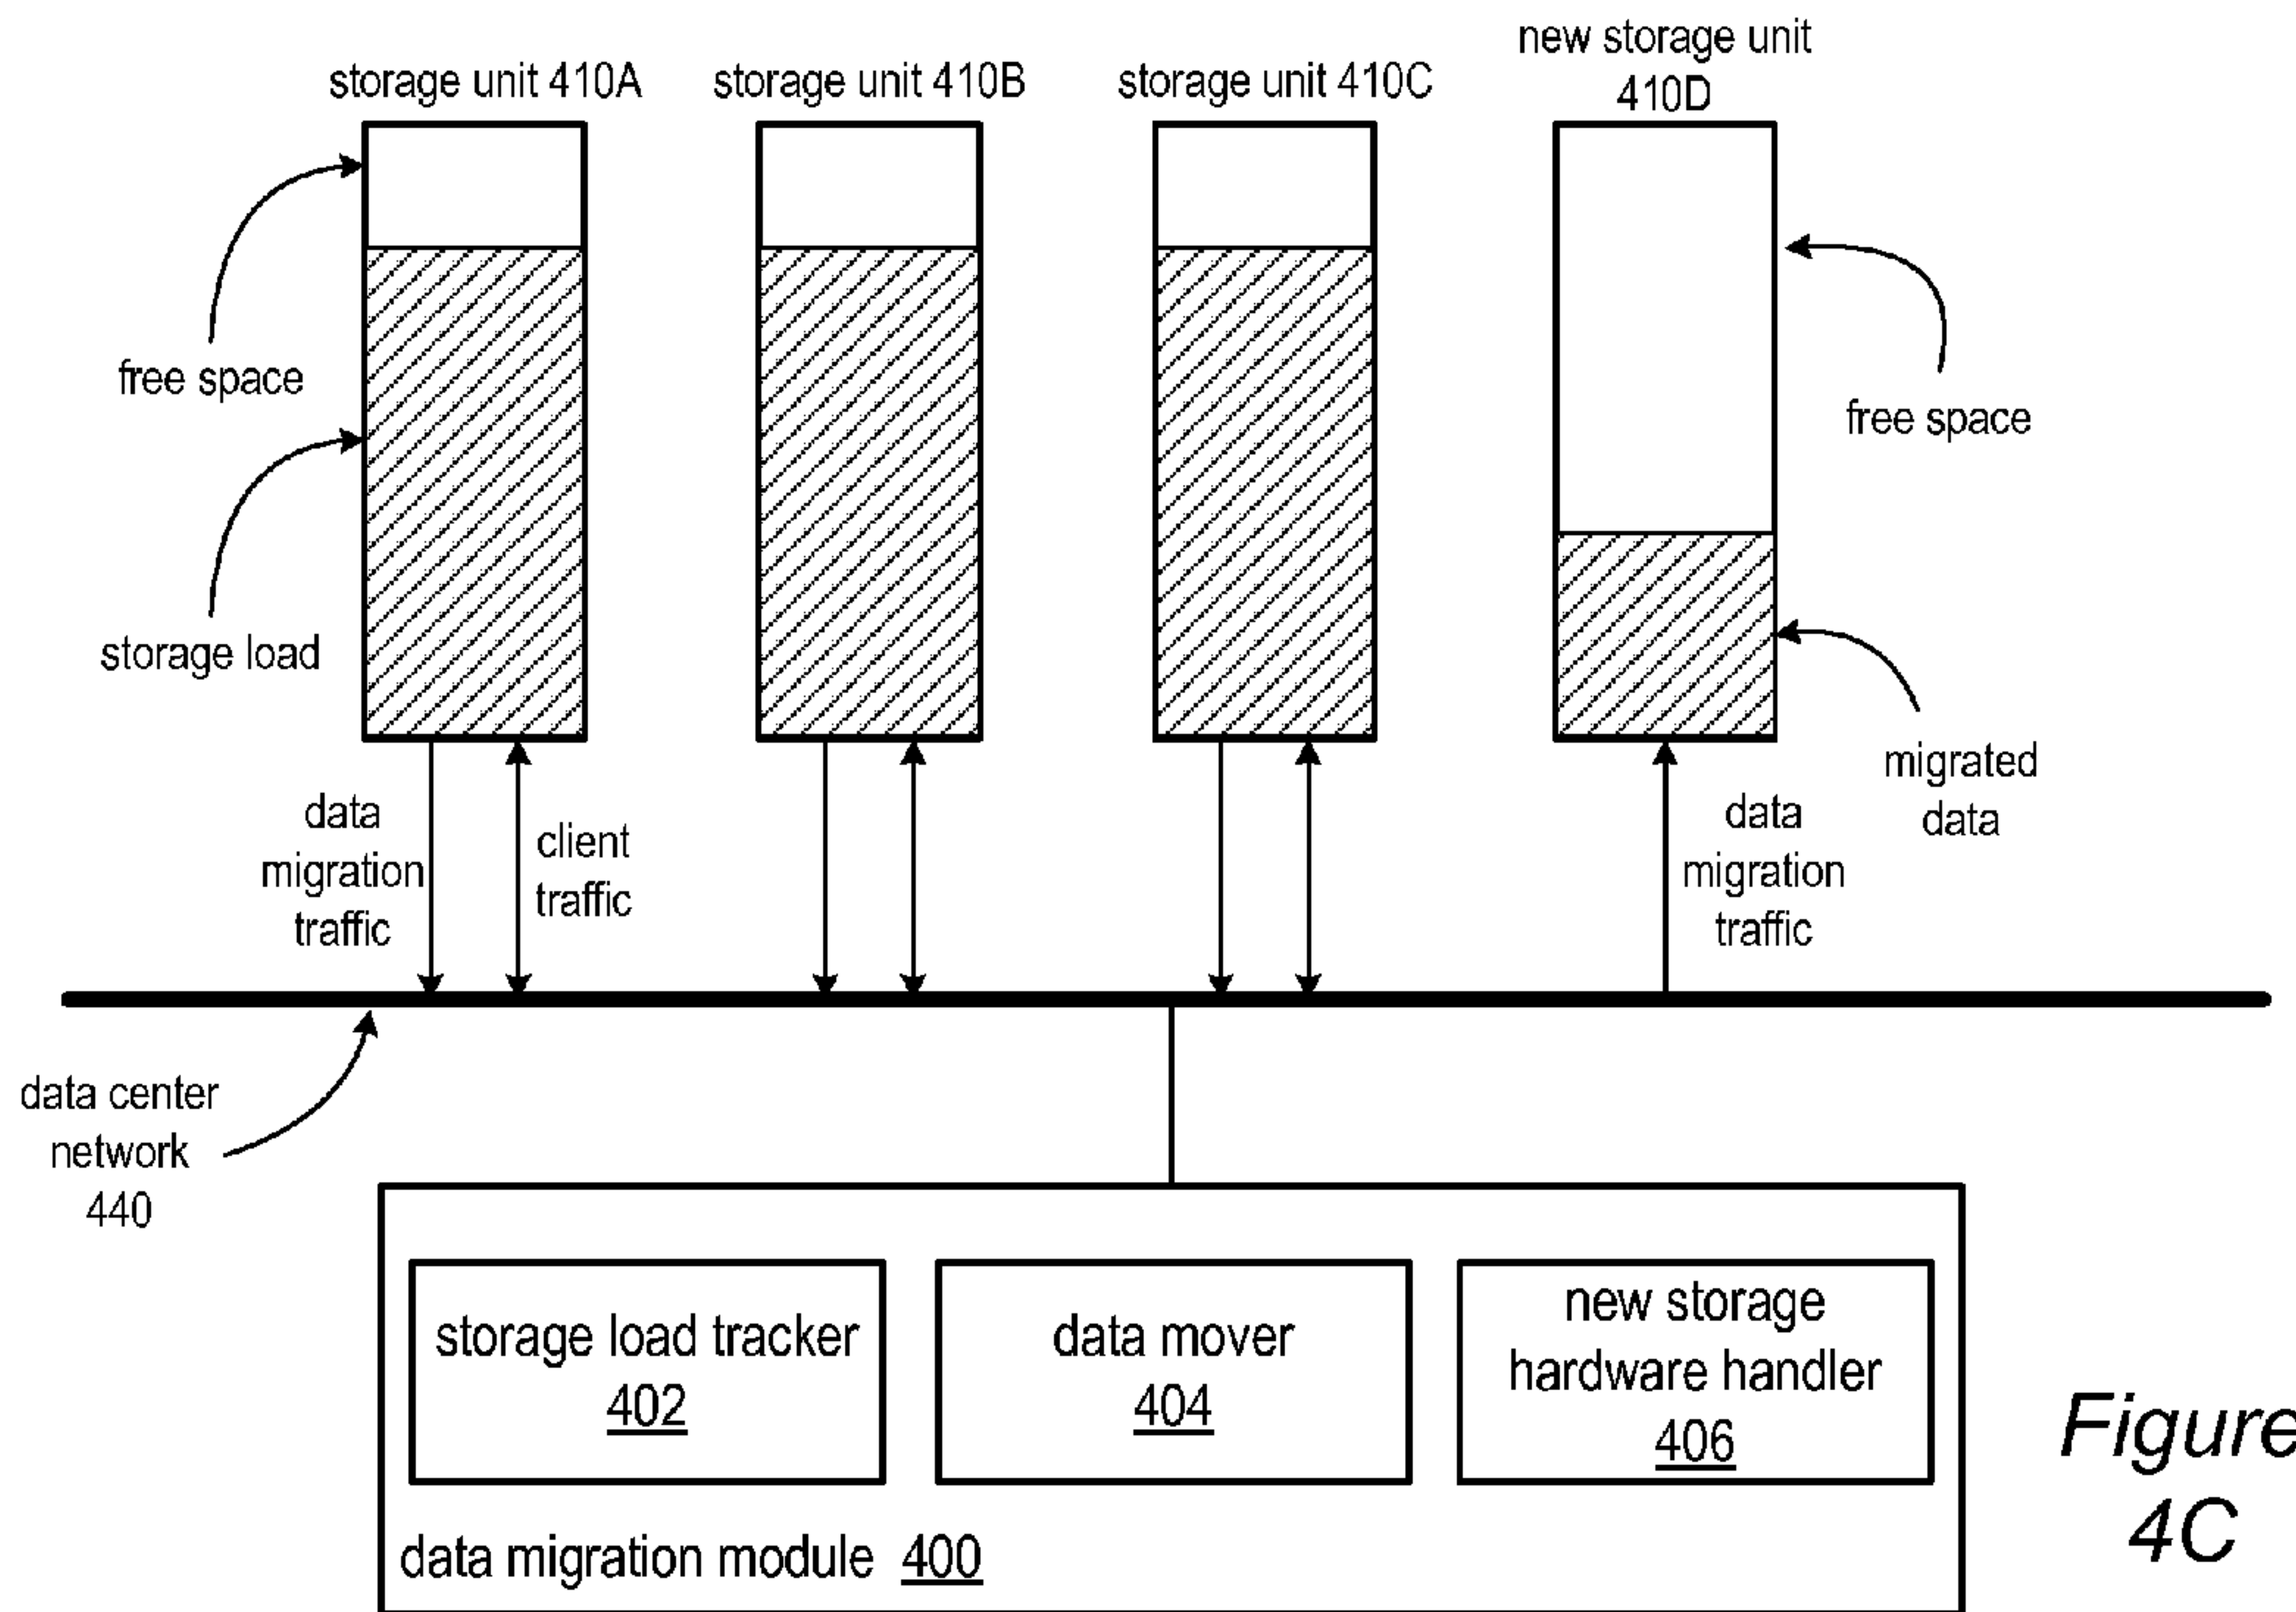 storage unit 410A
storage unit 410B
storage unit 410C
new storage unit
410D
free space
storage load
free space
migrated
data
data
migration
traffic
client
traffic
data
migration
traffic
data center
network
440
storage load tracker
402
data mover
404
new storage
hardware handler
406
data migration module 400
Figure
4C